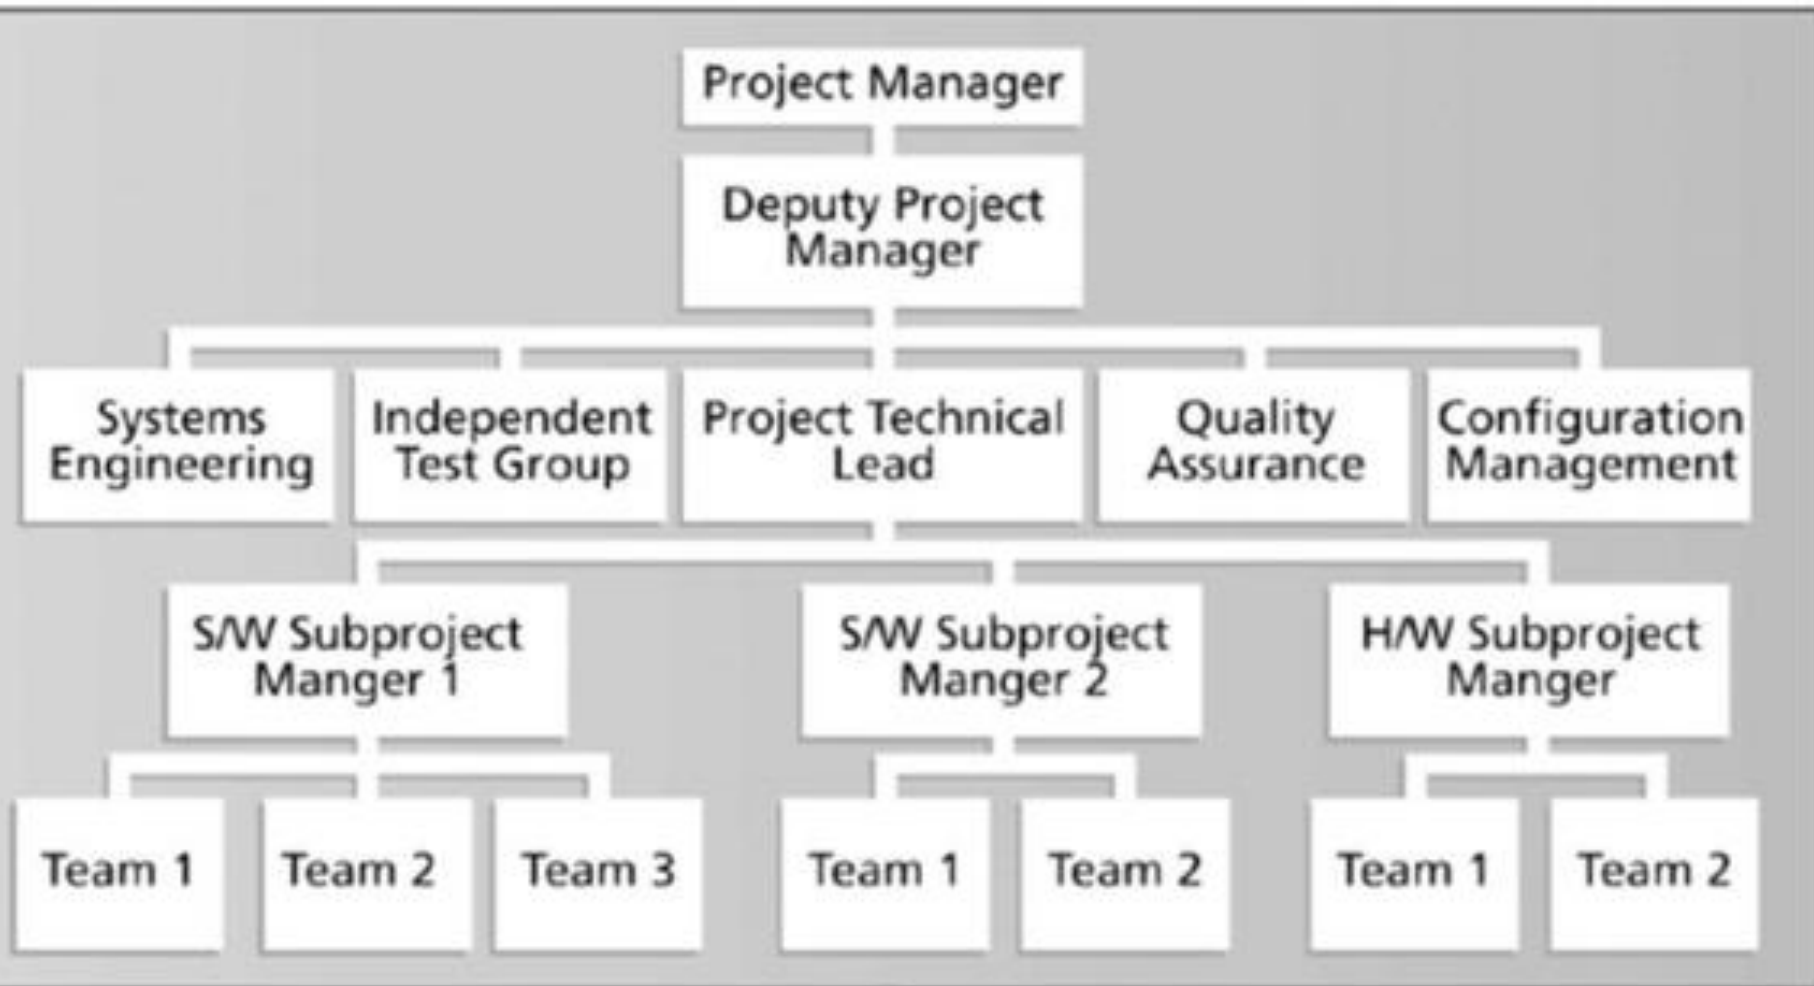 Project Manager
Deputy Project
Manager
Systems
Engineering
Independent
Test Group
Project Technical
Lead
Quality
Assurance
Configuration
Management
S/W Subproject
Manger 1
S/W Subproject
Manger 2
H/W Subproject
Manger
Team 1
Team 2
Team 3
Team 1
Team 2
Team 1
Team 2